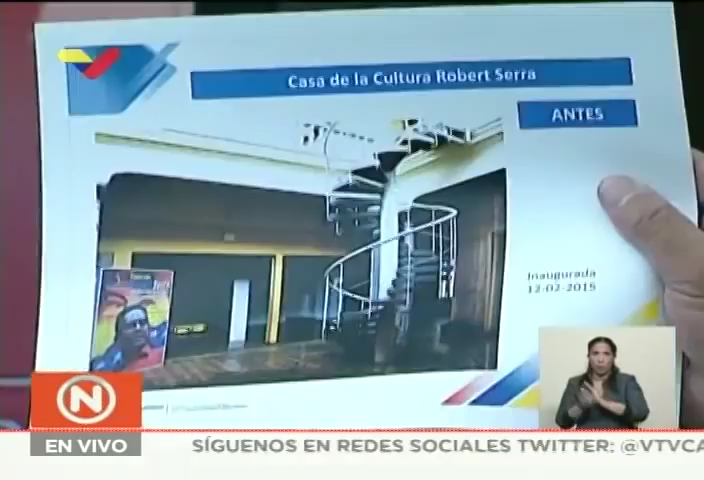 Casa de la Cultura Robert Serra
ANTES
Inaugurada
12-02-2015
N
EN VIVO
SÍGUENOS EN REDES SOCIALES TWITTER: @VTVCA